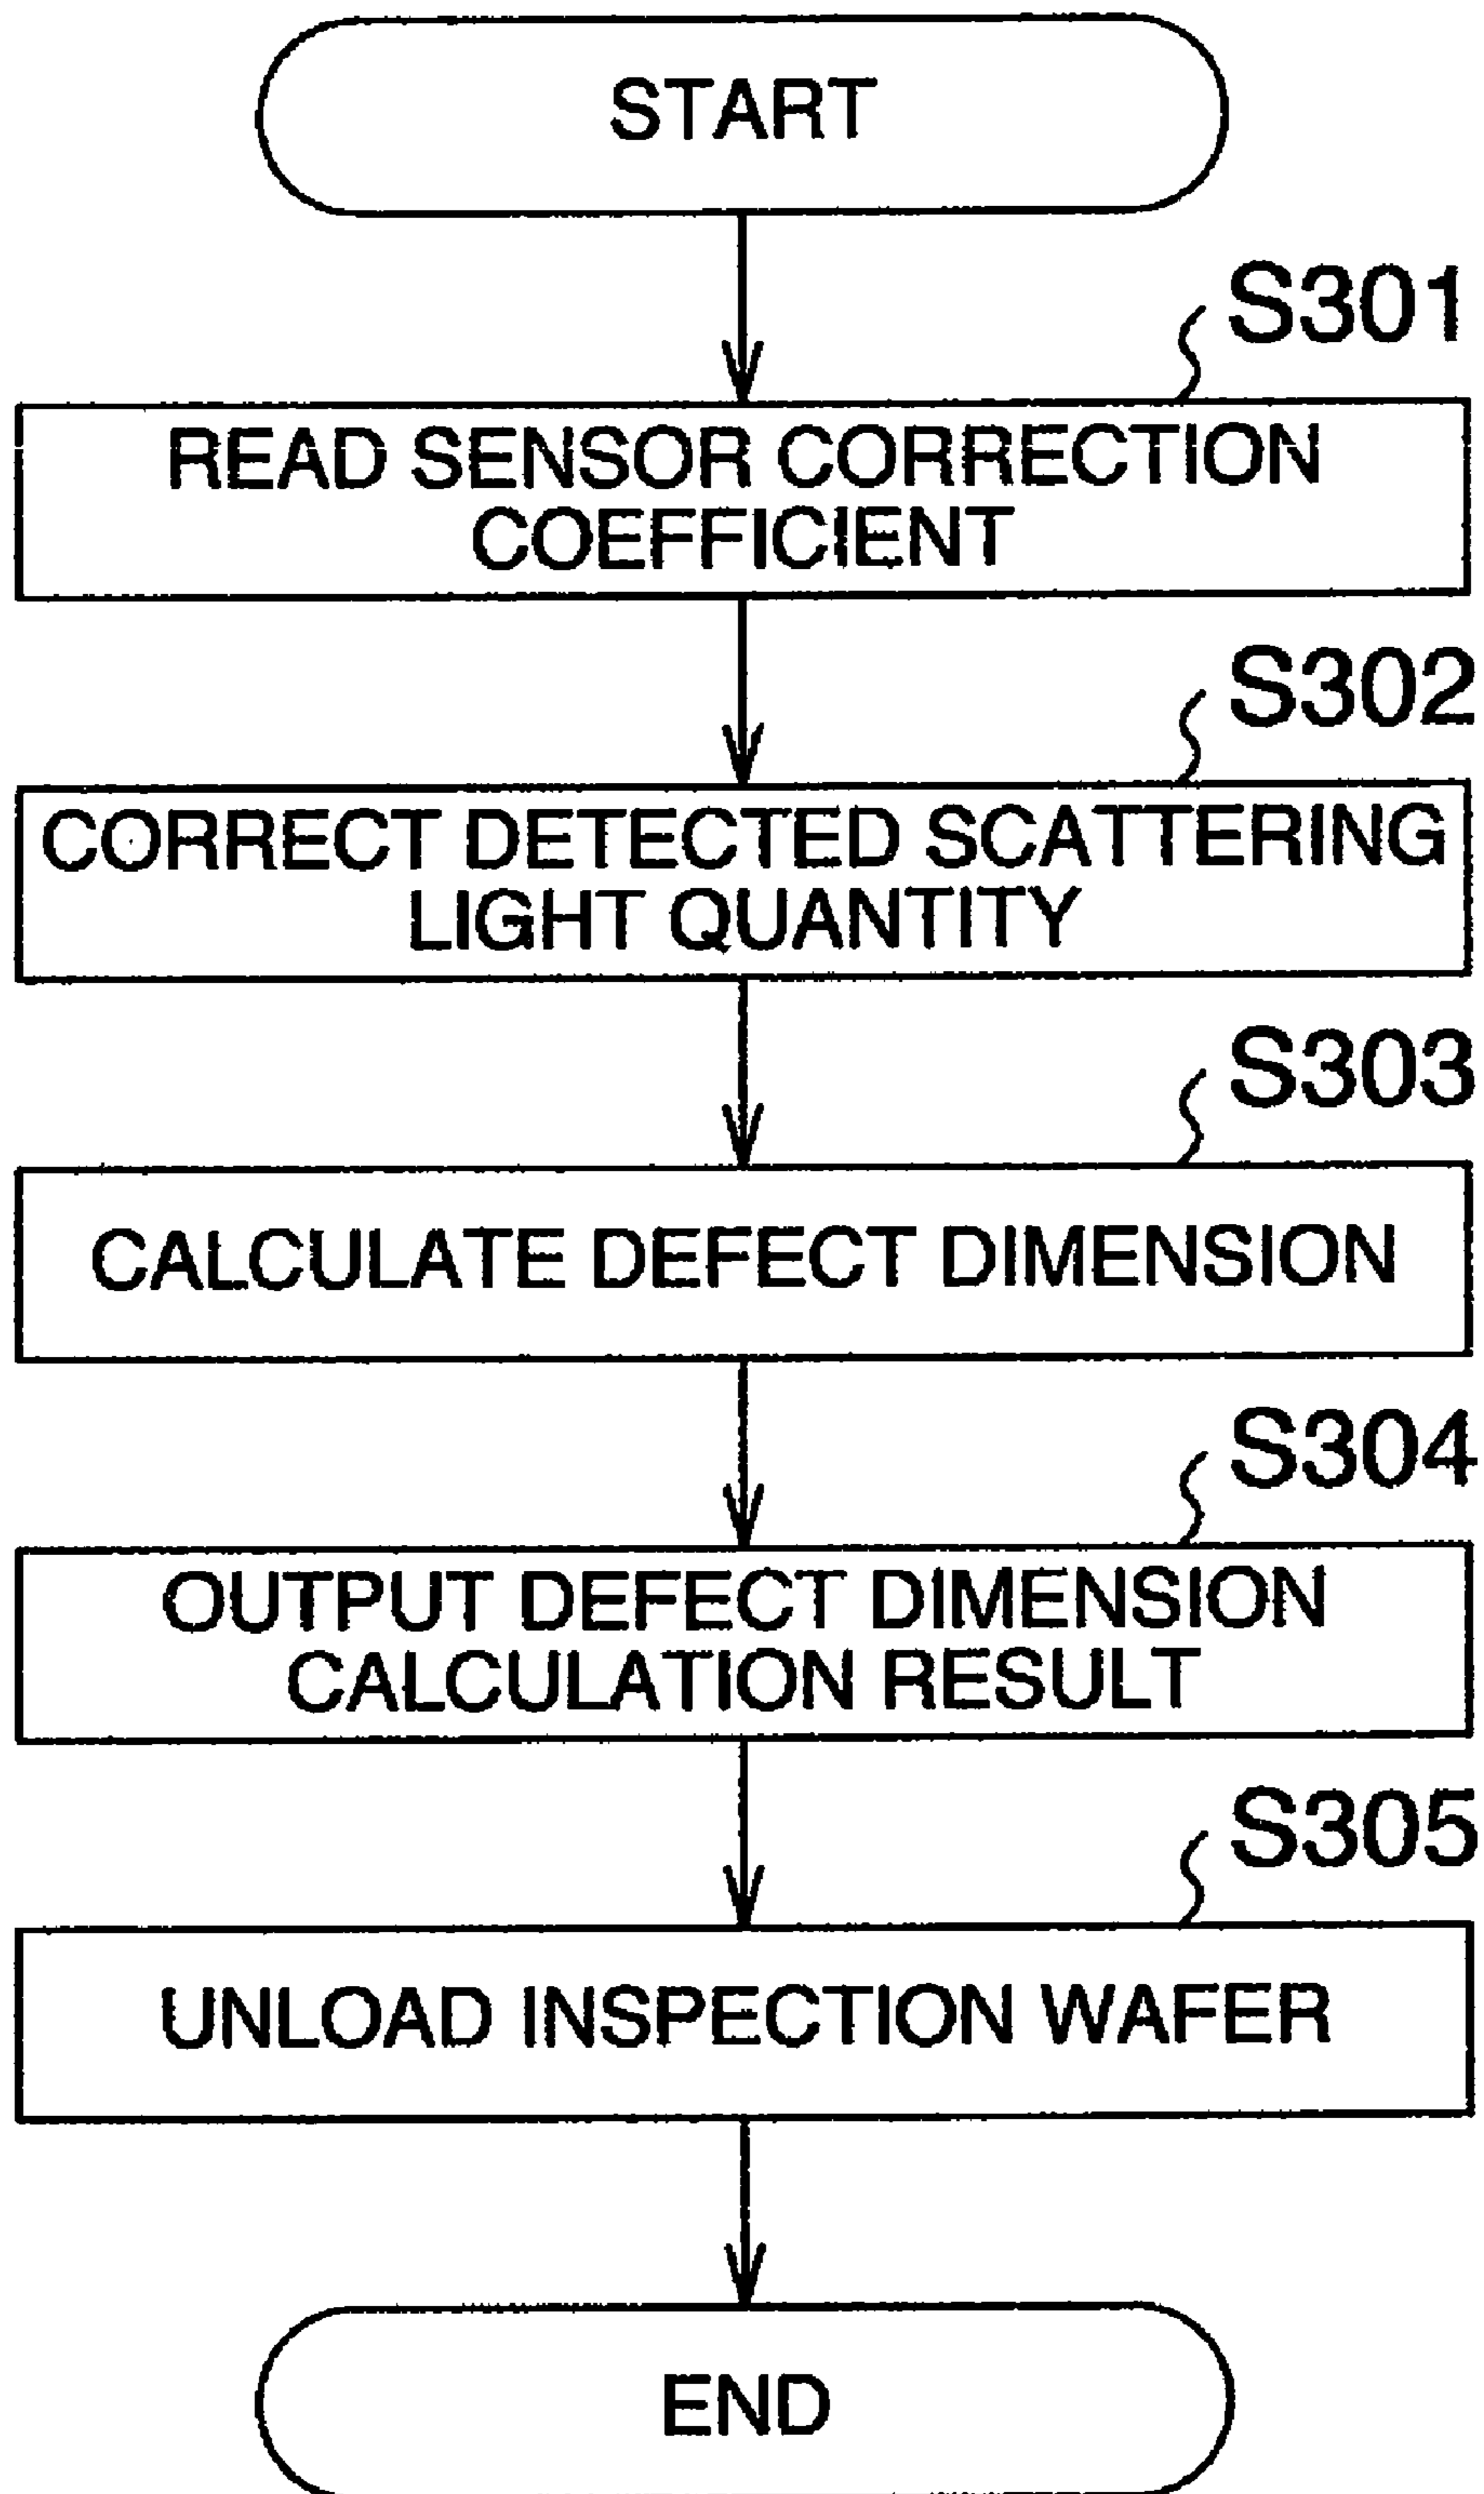 START
S301
READ SENSOR CORRECTION
COEFFICIENT
S302
CORRECT DETECTED SCATTERING
LIGHT QUANTITY
S303
CALCULATE DEFECT DIMENSION
S304
OUTPUT DEFECT DIMENSION
CALCULATION RESULT
S305
UNLOAD INSPECTION WAFER
END